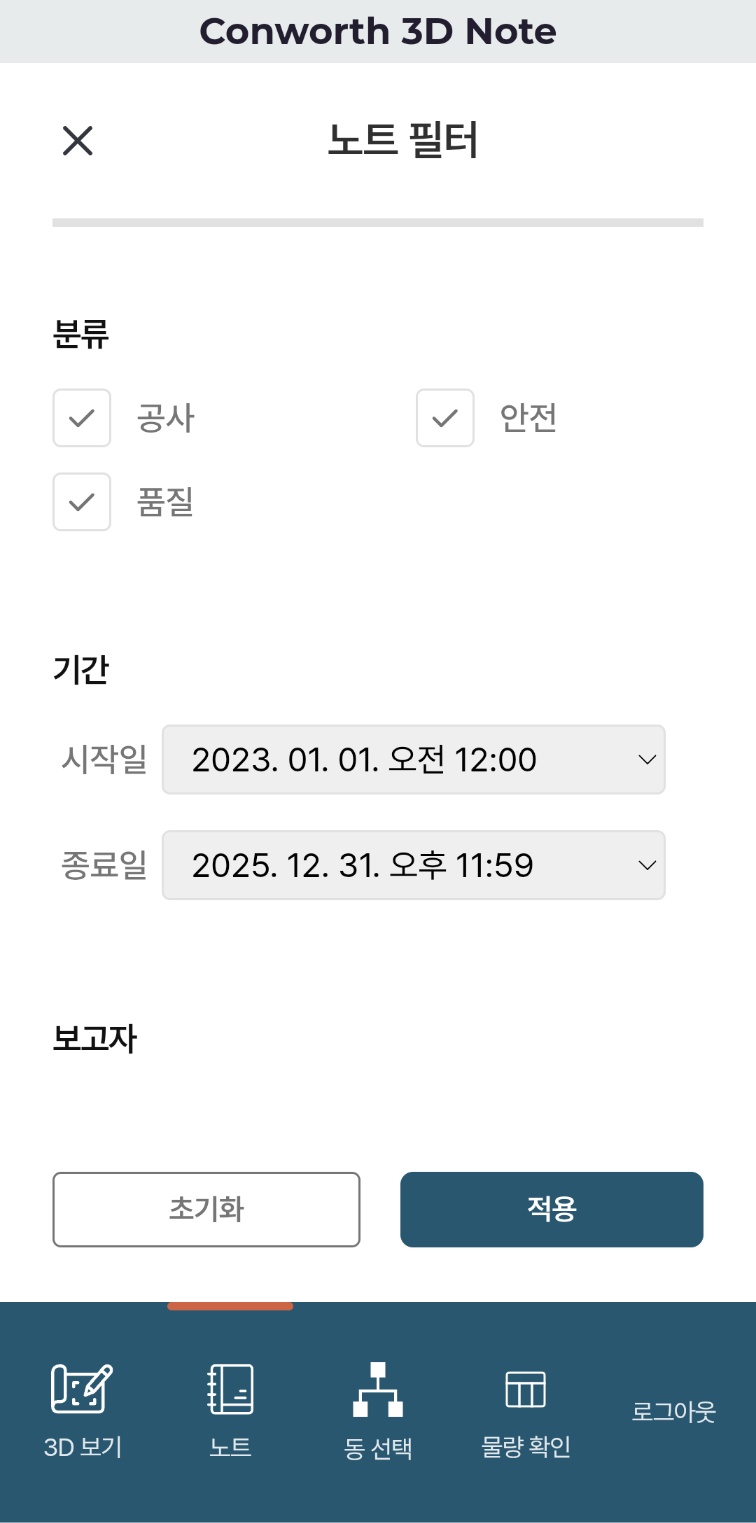 Conworth 3D Note
노트 필터
분류
공사 안전
품질
기간
시작일 2023. 01. 01. 오전 12:00
종료일 2025. 12. 31. 오후 11:59
보고자
초기화 적용
3D 보기 노트 동 선택 물량 확인 로그아웃